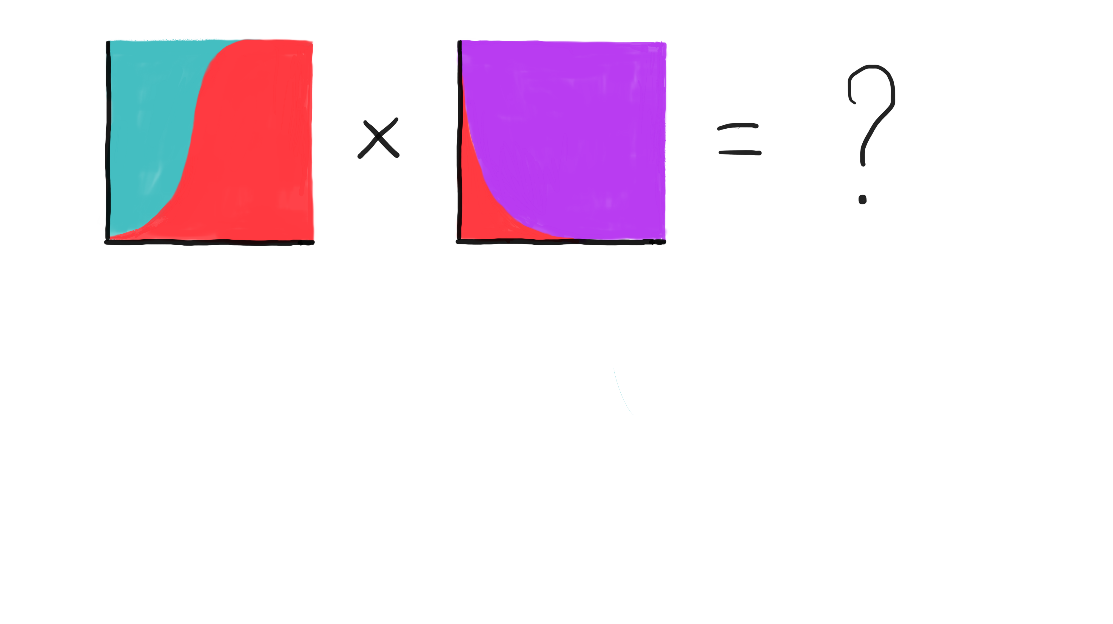 × = ?